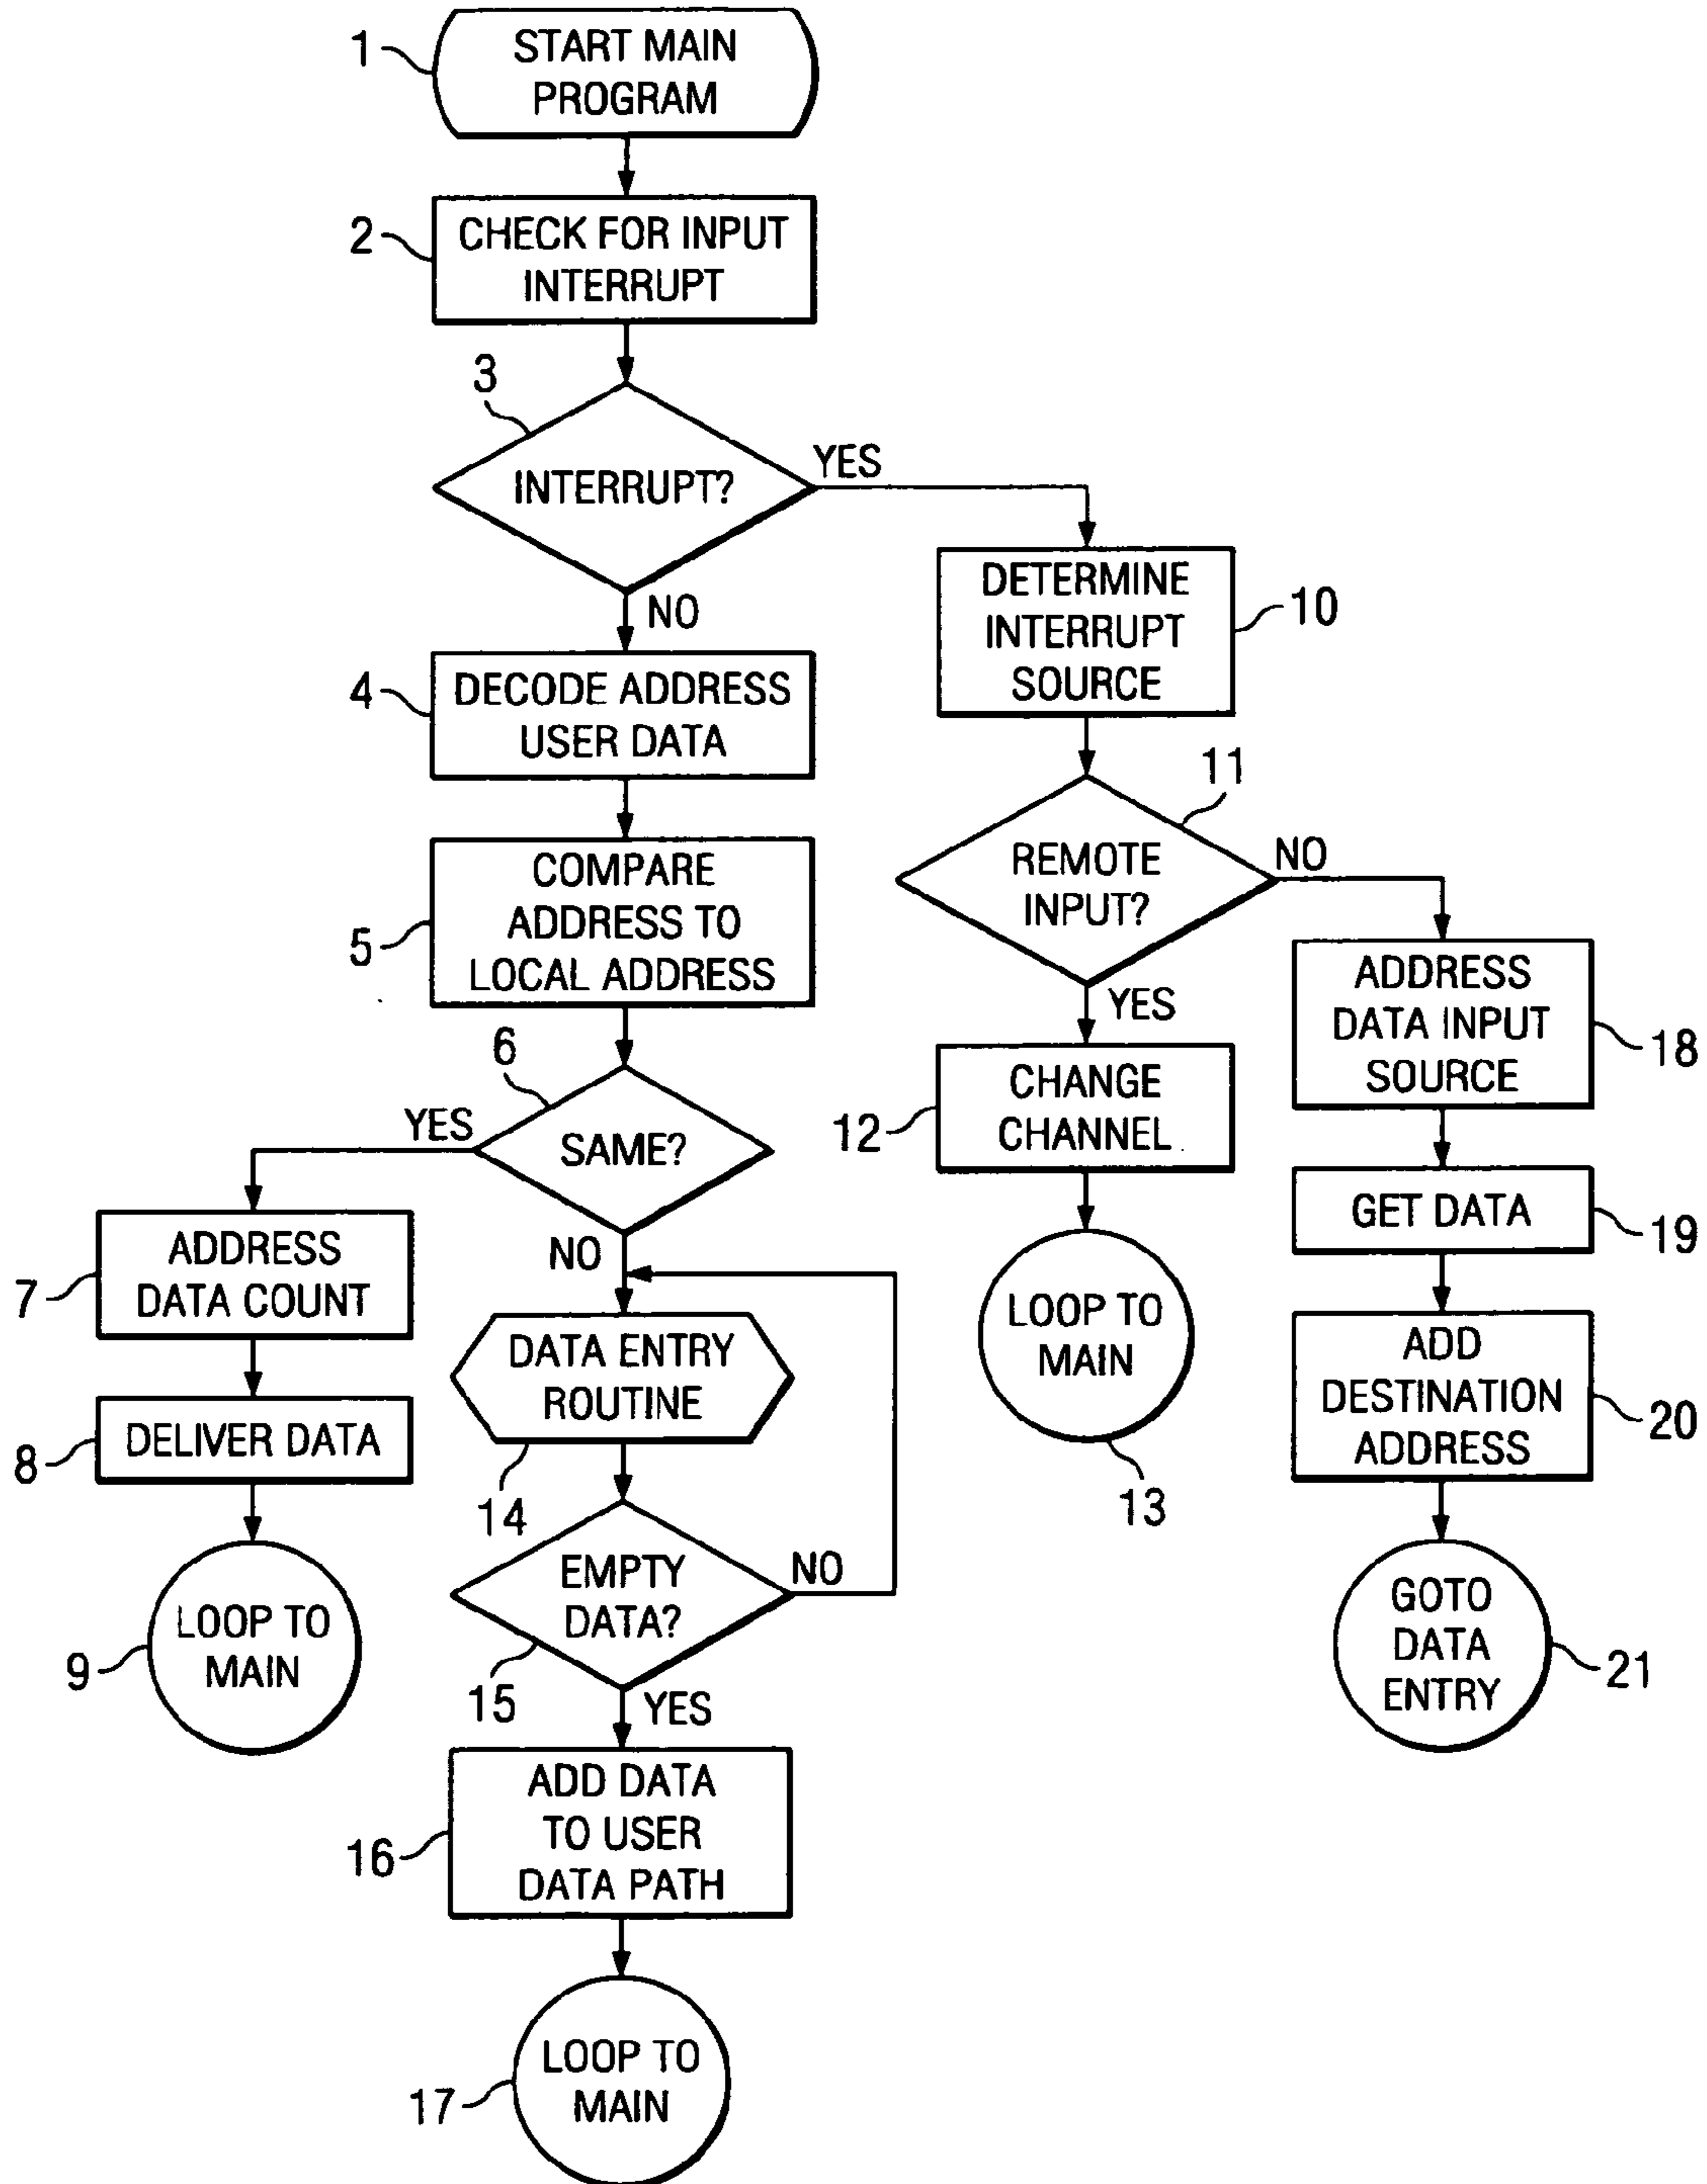 1
START MAIN
PROGRAM
2
CHECK FOR INPUT
INTERRUPT
3
INTERRUPT?
YES
NO
4
DECODE ADDRESS
USER DATA
5
COMPARE
ADDRESS TO
LOCAL ADDRESS
6
SAME?
YES
NO
7
ADDRESS
DATA COUNT
8
DELIVER DATA
9
LOOP TO
MAIN
DETERMINE
INTERRUPT
SOURCE
10
REMOTE
INPUT?
11
NO
YES
12
CHANGE
CHANNEL
LOOP TO
MAIN
13
DATA ENTRY
ROUTINE
14
EMPTY
DATA?
NO
15
YES
16
ADD DATA
TO USER
DATA PATH
17
LOOP TO
MAIN
ADDRESS
DATA INPUT
SOURCE
18
GET DATA
19
ADD
DESTINATION
ADDRESS
20
GOTO
DATA
ENTRY
21